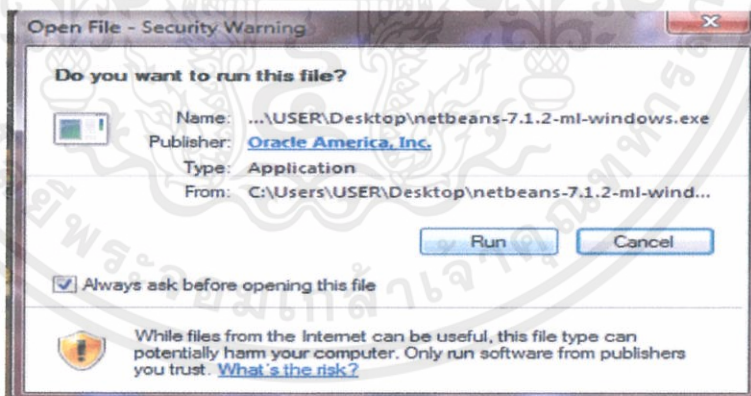 Open File - Security Warning
Do you want to run this file?
Name: ...\USER\Desktop\netbeans-7.1.2-ml-windows.exe
Publisher: Oracle America, Inc.
Type: Application
From: C:\Users\USER\Desktop\netbeans-7.1.2-ml-wind...
Run Cancel
Always ask before opening this file
While files from the Internet can be useful, this file type can
potentially harm your computer. Only run software from publishers
you trust. What's the risk?